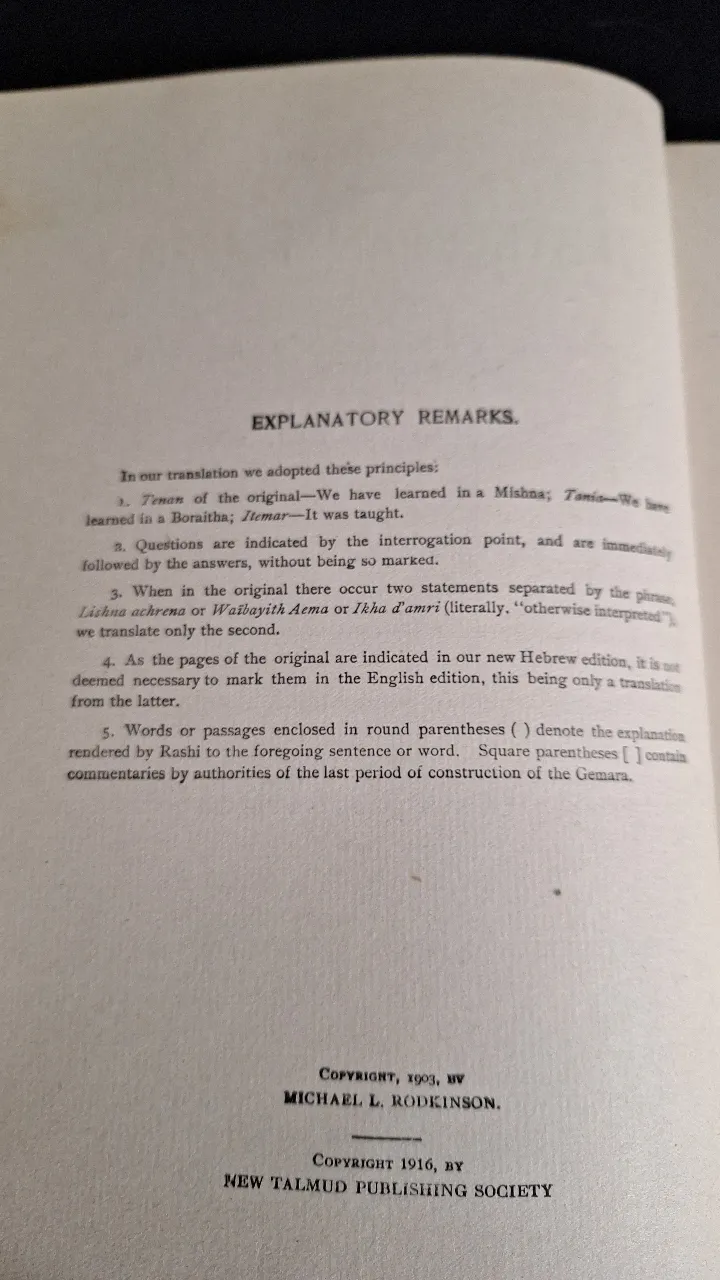 EXPLANATORY REMARKS.
In our translation we adopted these principles:
1. Tenan of the original—We have learned in a Mishna; Tania—We have
learned in a Boraitha; Itemar—It was taught.
2. Questions are indicated by the interrogation point, and are immediately
followed by the answers, without being so marked.
3. When in the original there occur two statements separated by the phrase,
Lishna achrena or Waïbayith Aema or Ikha d'amri (literally, "otherwise interpreted"),
we translate only the second.
4. As the pages of the original are indicated in our new Hebrew edition, it is not
deemed necessary to mark them in the English edition, this being only a translation
from the latter.
5. Words or passages enclosed in round parentheses ( ) denote the explanation
rendered by Rashi to the foregoing sentence or word. Square parentheses [ ] contain
commentaries by authorities of the last period of construction of the Gemara.
COPYRIGHT, 1903, BY
MICHAEL L. RODKINSON.
COPYRIGHT 1916, BY
NEW TALMUD PUBLISHING SOCIETY